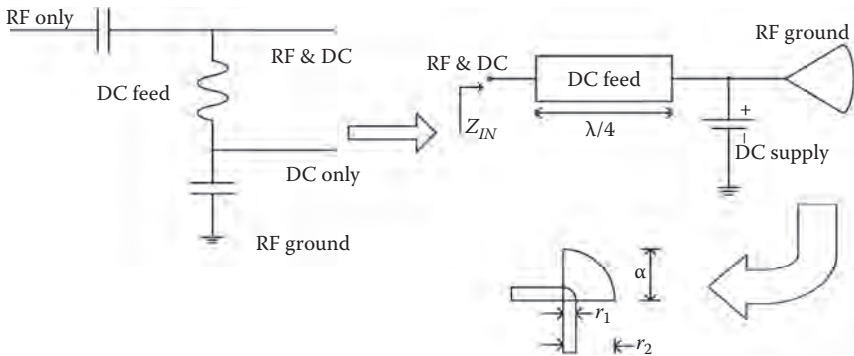 RF only
RF & DC
DC feed
DC only
RF ground
RF & DC
Z_IN
DC feed
λ/4
RF ground
+
–
DC supply
α
r_1
r_2